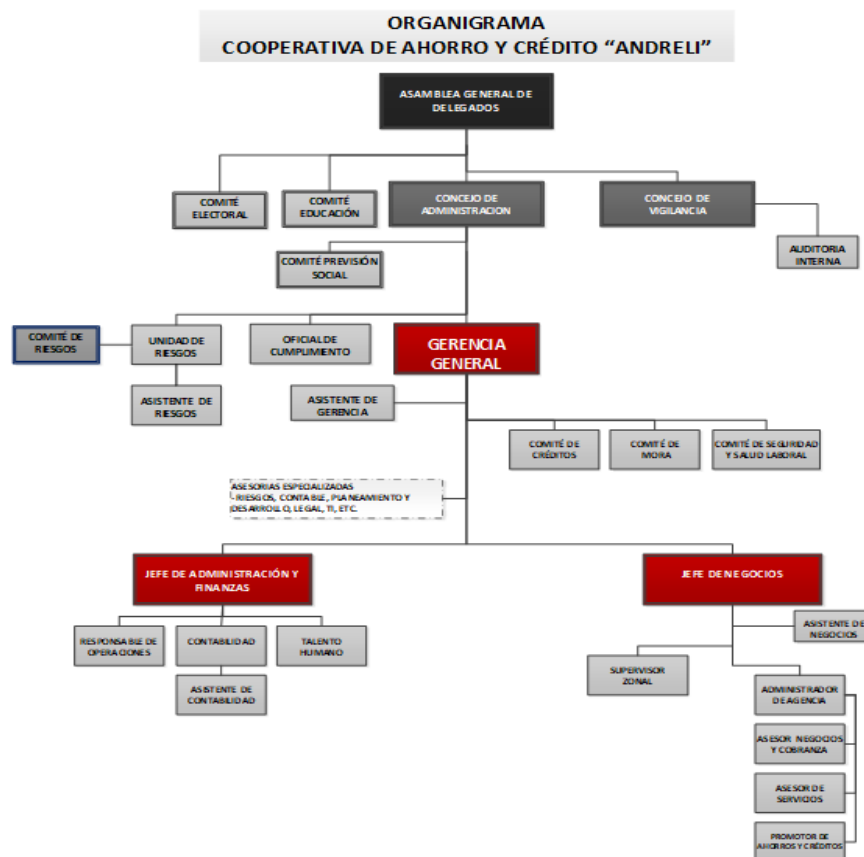 ORGANIGRAMA
COOPERATIVA DE AHORRO Y CRÉDITO “ANDRELI”
ASAMBLEA GENERAL DE
DELEGADOS
COMITÉ
ELECTORAL
COMITÉ
EDUCACIÓN
CONCEJO DE
ADMINISTRACION
CONCEJO DE
VIGILANCIA
AUDITORIA
INTERNA
COMITÉ PREVISIÓN
SOCIAL
COMITÉ DE
RIESGOS
UNIDAD DE
RIESGOS
OFICIAL DE
CUMPLIMIENTO
GERENCIA
GENERAL
ASISTENTE DE
RIESGOS
ASISTENTE DE
GERENCIA
COMITÉ DE
CRÉDITOS
COMITÉ DE
MORA
COMITÉ DE SEGURIDAD
Y SALUD LABORAL
ASESORIAS ESPECIALIZADAS
- RIESGOS, CONTABLE, PLANEAMIENTO Y
DESARROLLO, LEGAL, TI, ETC.
JEFE DE ADMINISTRACIÓN Y
FINANZAS
JEFE DE NEGOCIOS
RESPONSABLE DE
OPERACIONES
CONTABILIDAD
TALENTO
HUMANO
ASISTENTE DE
NEGOCIOS
ASISTENTE DE
CONTABILIDAD
SUPERVISOR
ZONAL
ADMINISTRADOR
DE AGENCIA
ASESOR NEGOCIOS
Y COBRANZA
ASESOR DE
SERVICIOS
PROMOTOR DE
AHORROS Y CRÉDITOS